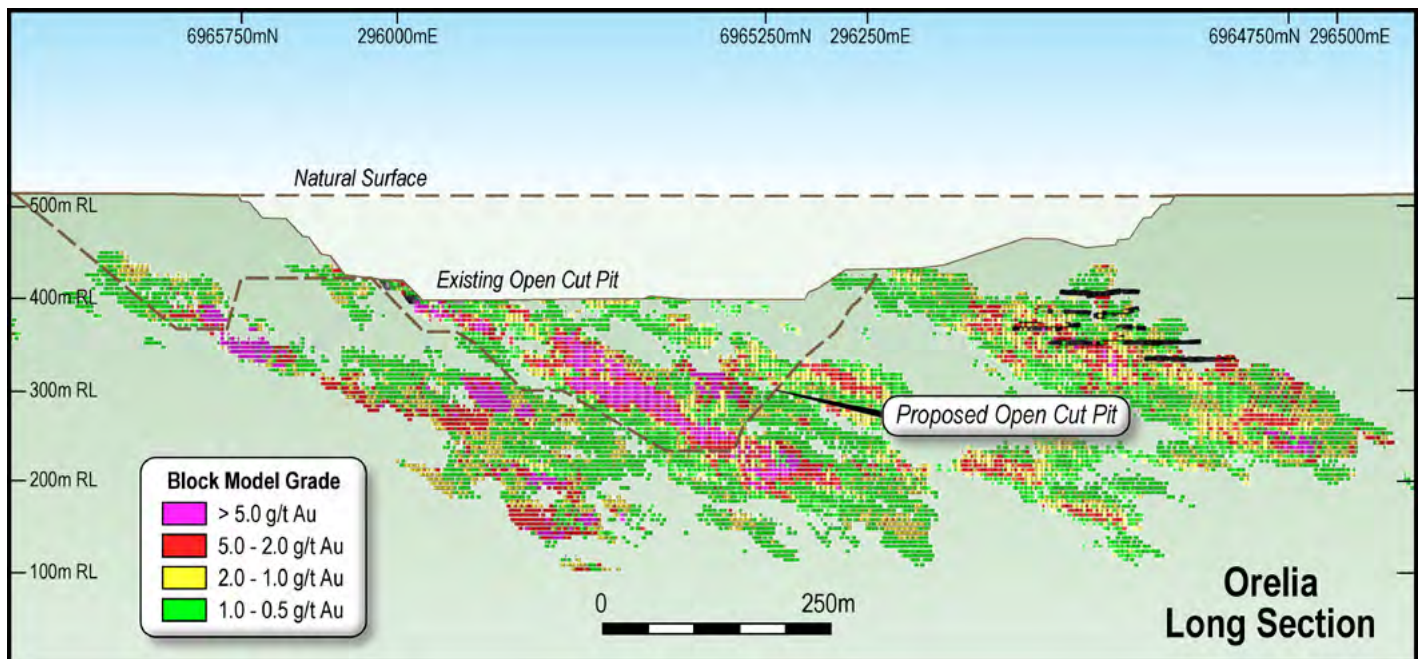 6965750mN 296000mE 6965250mN 296250mE 6964750mN 296500mE
Natural Surface
500m RL
Existing Open Cut Pit
400m RL
300m RL
Proposed Open Cut Pit
200m RL
Block Model Grade
> 5.0 g/t Au
5.0 - 2.0 g/t Au
2.0 - 1.0 g/t Au
1.0 - 0.5 g/t Au
100m RL
0 250m
Orelia
Long Section